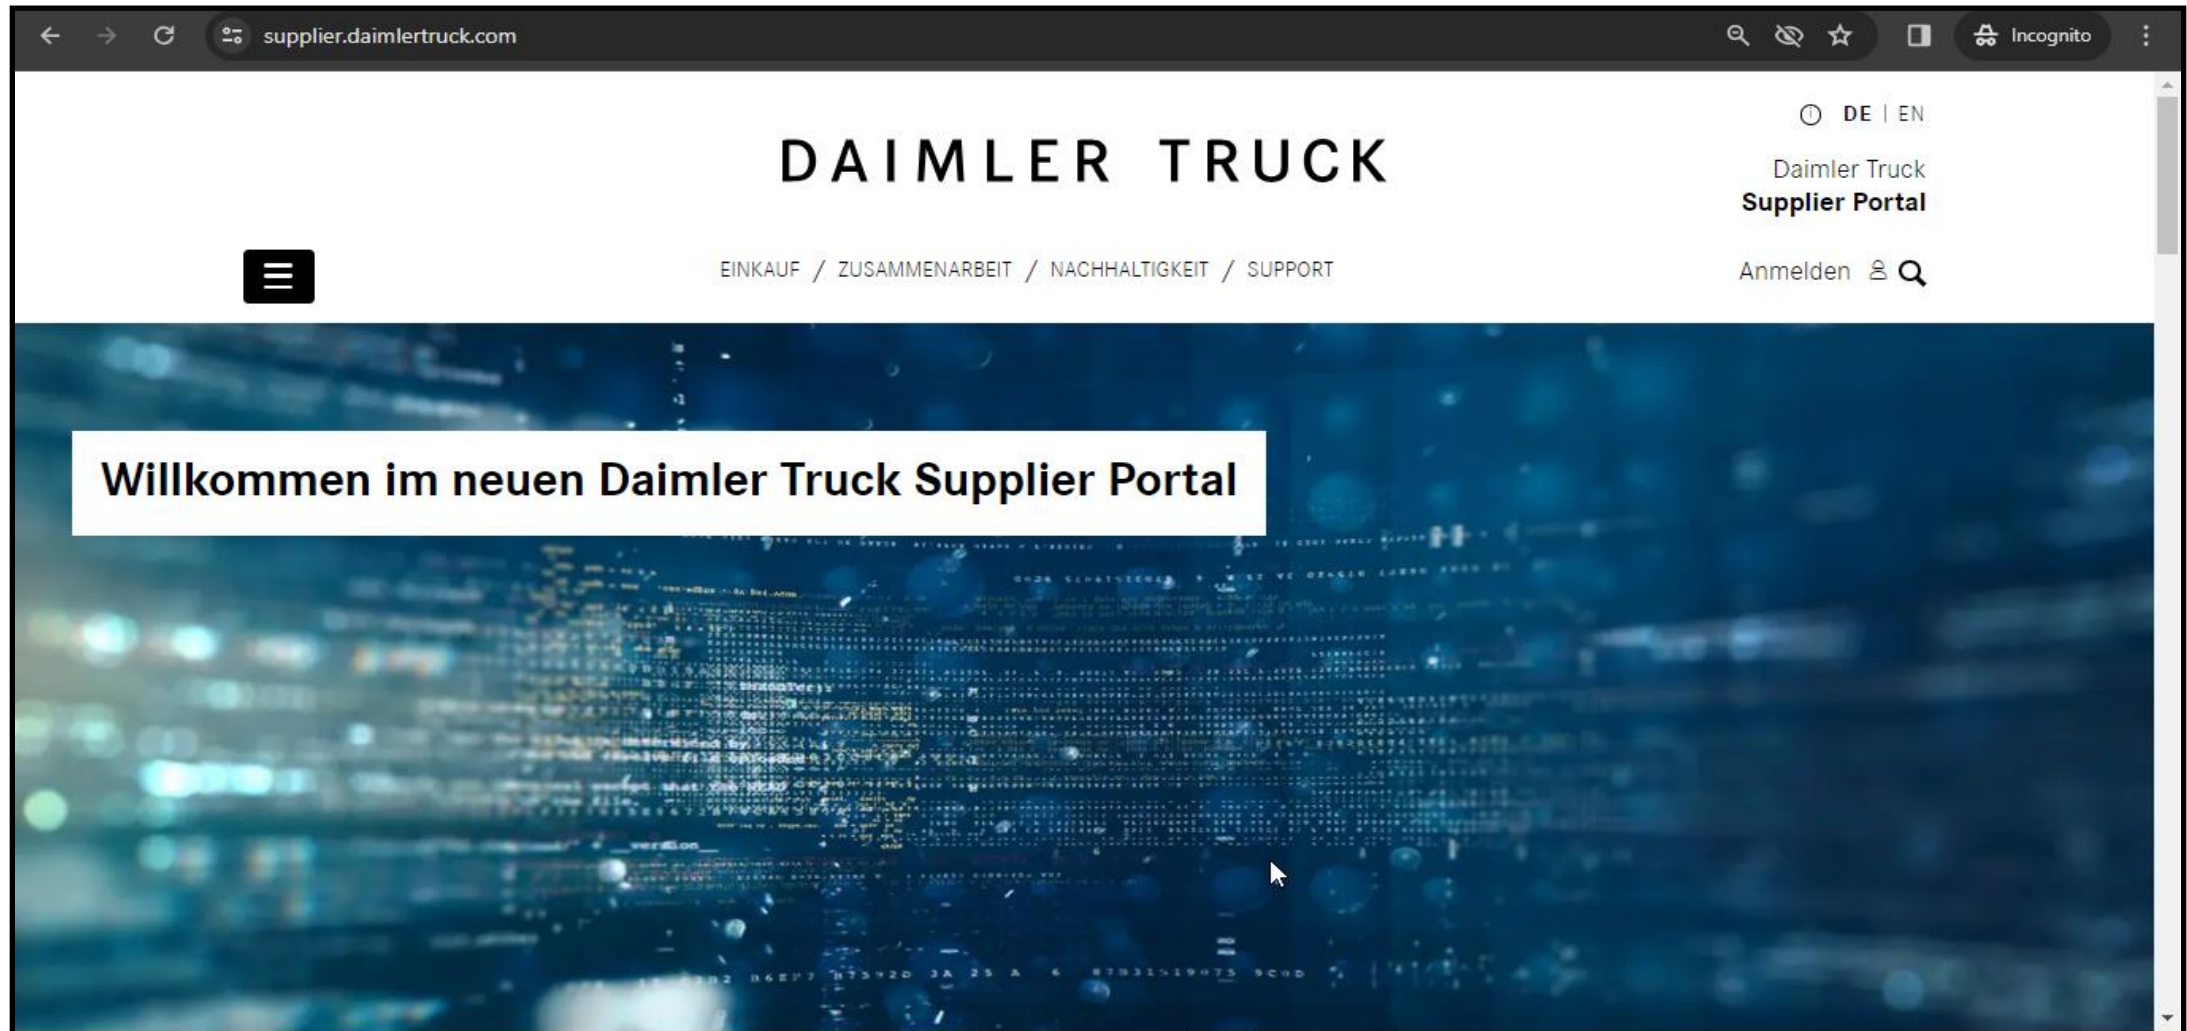 supplier.daimlertruck.com
Incognito
DE | EN
DAIMLER TRUCK
Daimler Truck
Supplier Portal
EINKAUF / ZUSAMMENARBEIT / NACHHALTIGKEIT / SUPPORT
Anmelden
Willkommen im neuen Daimler Truck Supplier Portal